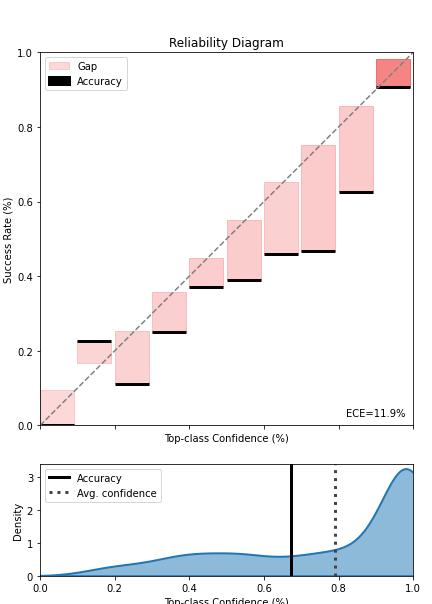 Reliability Diagram
Gap
Accuracy
1.0
0.8
0.6
0.4
0.2
0.0
Success Rate (%)
ECE=11.9%
Top-class Confidence (%)
Accuracy
Avg. confidence
3
2
1
0
Density
0.0 0.2 0.4 0.6 0.8 1.0
Top-class Confidence (%)